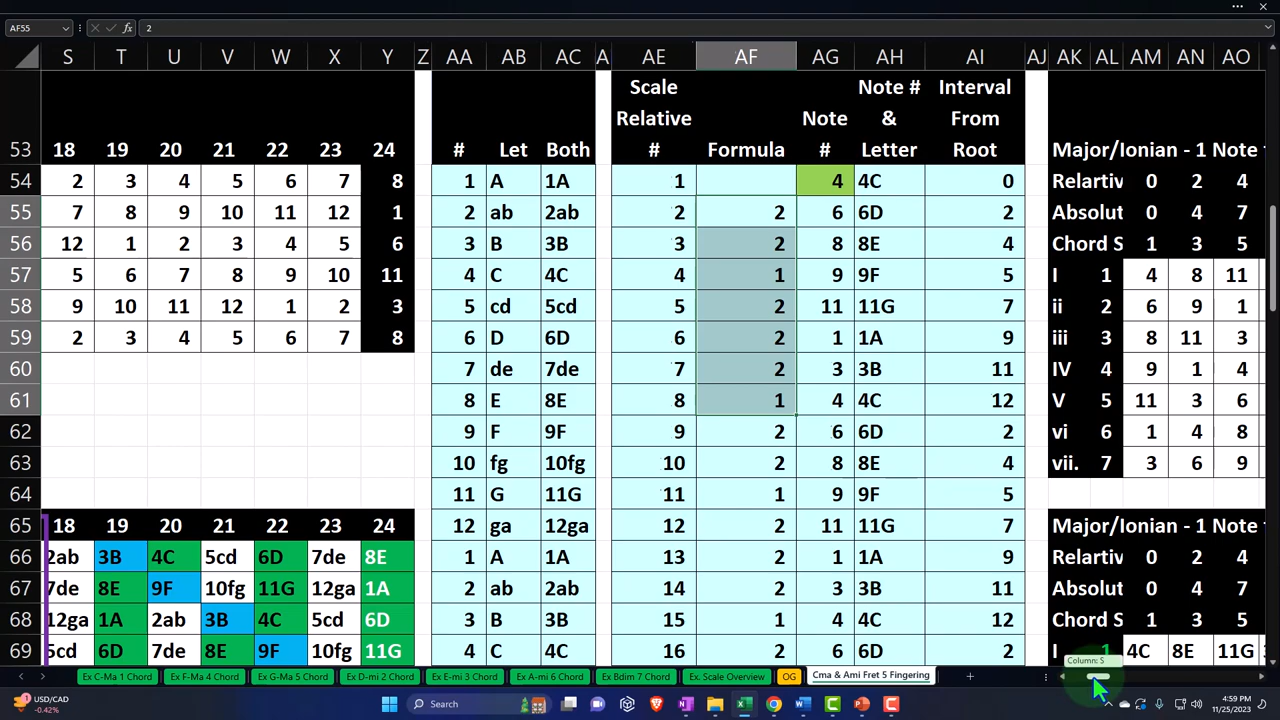 AF55 fx 2
S T U V W X Y Z AA AB AC A AE AF AG AH AI AJ AK AL AM AN AO
Scale Note # Interval
Relative Note & From
53 18 19 20 21 22 23 24 # Let Both # Formula # Letter Root Major/Ionian - 1 Note
54 2 3 4 5 6 7 8 1 A 1A 1 4 4C 0 Relartiv 0 2 4
55 7 8 9 10 11 12 1 2 ab 2ab 2 2 6 6D 2 Absolut 0 4 7
56 12 1 2 3 4 5 6 3 B 3B 3 2 8 8E 4 Chord S 1 3 5
57 5 6 7 8 9 10 11 4 C 4C 4 1 9 9F 5 I 1 4 8 11
58 9 10 11 12 1 2 3 5 cd 5cd 5 2 11 11G 7 ii 2 6 9 1
59 2 3 4 5 6 7 8 6 D 6D 6 2 1 1A 9 iii 3 8 11 3
60 7 de 7de 7 2 3 3B 11 IV 4 9 1 4
61 8 E 8E 8 1 4 4C 12 V 5 11 3 6
62 9 F 9F 9 2 6 6D 2 vi 6 1 4 8
63 10 fg 10fg 10 2 8 8E 4 vii. 7 3 6 9
64 11 G 11G 11 1 9 9F 5
65 18 19 20 21 22 23 24 12 ga 12ga 12 2 11 11G 7 Major/Ionian - 1 Note
66 2ab 3B 4C 5cd 6D 7de 8E 1 A 1A 13 2 1 1A 9 Relartiv 0 2 4
67 7de 8E 9F 10fg 11G 12ga 1A 2 ab 2ab 14 2 3 3B 11 Absolut 0 4 7
68 12ga 1A 2ab 3B 4C 5cd 6D 3 B 3B 15 1 4 4C 12 Chord S 1 3 5
69 5cd 6D 7de 8E 9F 10fg 11G 4 C 4C 16 2 6 6D 2 I 1 4C 8E 11G
Column: S
Ex C-Ma 1 Chord Ex F-Ma 4 Chord Ex G-Ma 5 Chord Ex D-mi 2 Chord Ex E-mi 3 Chord Ex A-mi 6 Chord Ex Bdim 7 Chord Ex. Scale Overview OG Cma & Ami Fret 5 Fingering
USD/CAD
-0.42%
Search
4:59 PM
11/25/2023